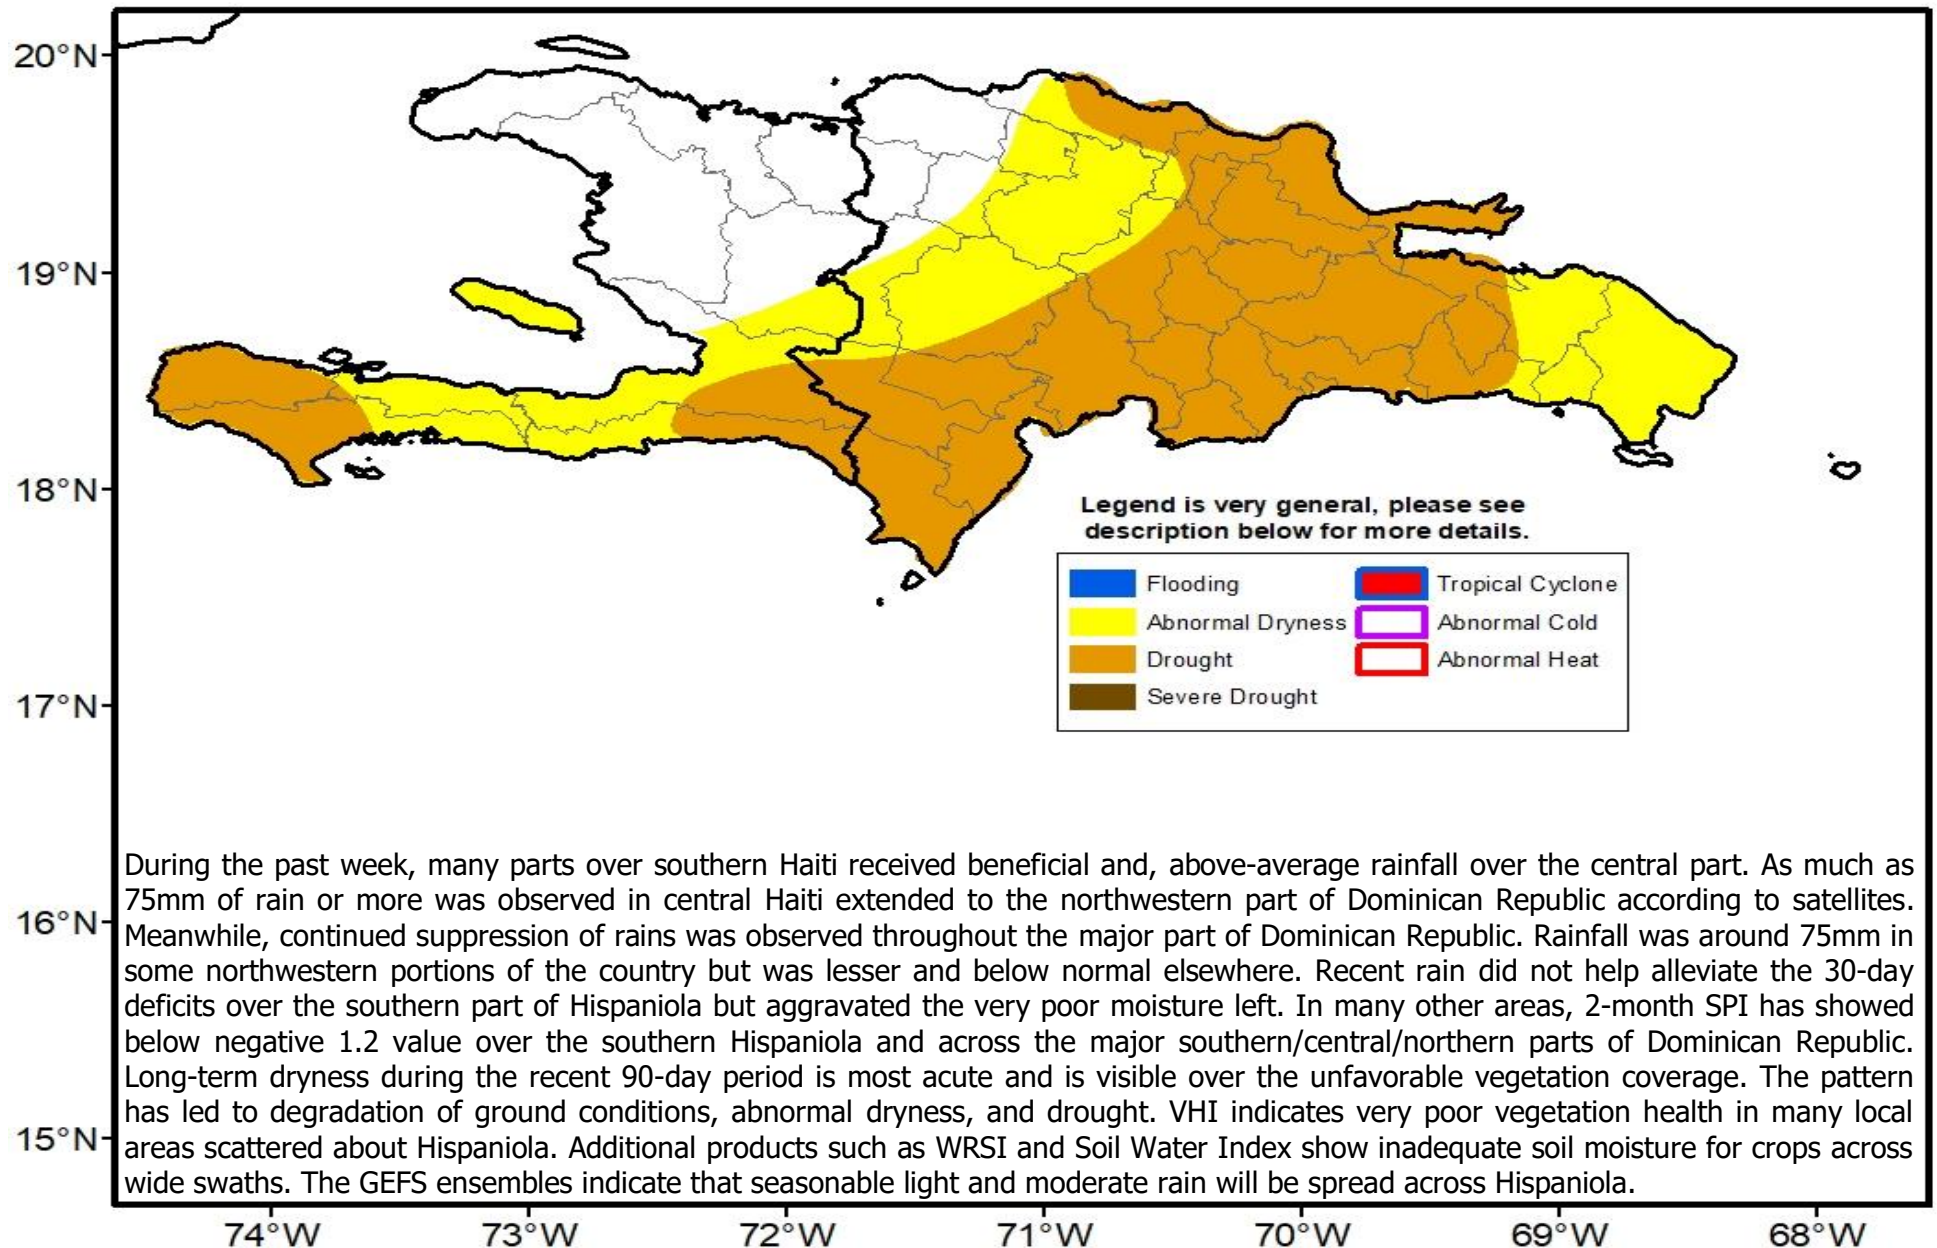 20°N
19°N
18°N
17°N
16°N
15°N
Legend is very general, please see
description below for more details.
Flooding
Tropical Cyclone
Abnormal Dryness
Abnormal Cold
Drought
Abnormal Heat
Severe Drought
During the past week, many parts over southern Haiti received beneficial and, above-average rainfall over the central part. As much as
75mm of rain or more was observed in central Haiti extended to the northwestern part of Dominican Republic according to satellites.
Meanwhile, continued suppression of rains was observed throughout the major part of Dominican Republic. Rainfall was around 75mm in
some northwestern portions of the country but was lesser and below normal elsewhere. Recent rain did not help alleviate the 30-day
deficits over the southern part of Hispaniola but aggravated the very poor moisture left. In many other areas, 2-month SPI has showed
below negative 1.2 value over the southern Hispaniola and across the major southern/central/northern parts of Dominican Republic.
Long-term dryness during the recent 90-day period is most acute and is visible over the unfavorable vegetation coverage. The pattern
has led to degradation of ground conditions, abnormal dryness, and drought. VHI indicates very poor vegetation health in many local
areas scattered about Hispaniola. Additional products such as WRSI and Soil Water Index show inadequate soil moisture for crops across
wide swaths. The GEFS ensembles indicate that seasonable light and moderate rain will be spread across Hispaniola.
74°W 73°W 72°W 71°W 70°W 69°W 68°W